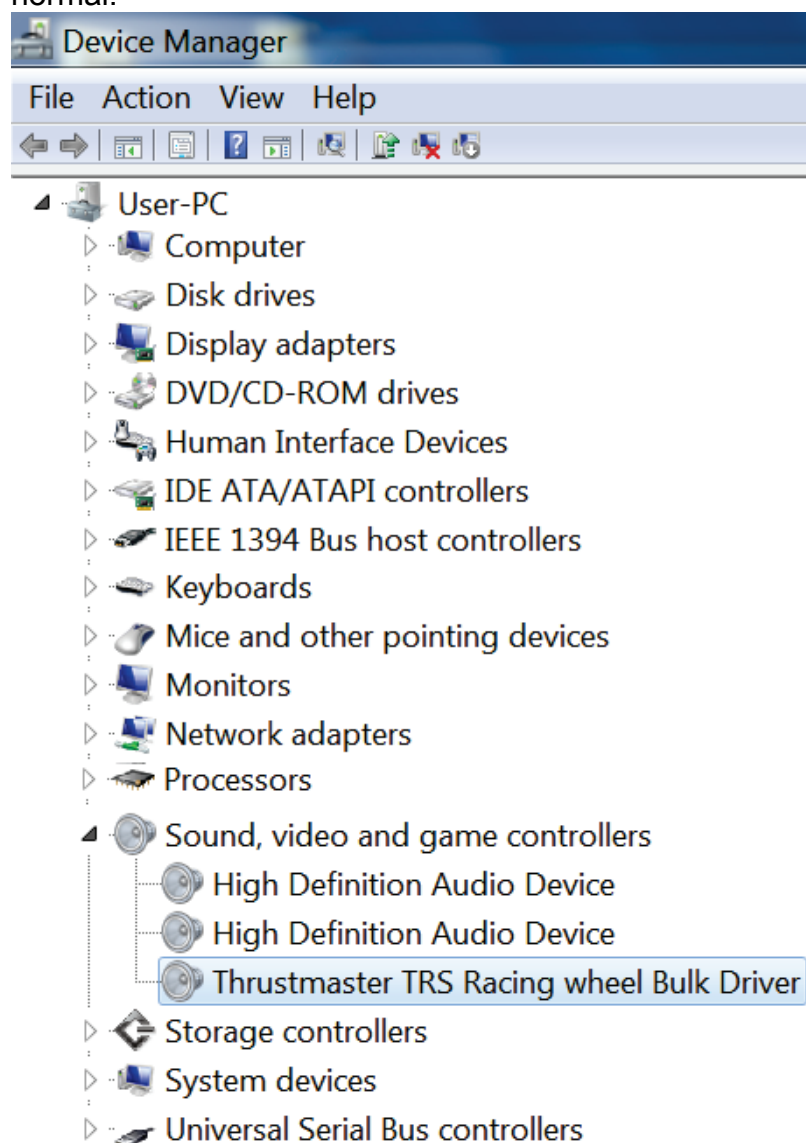 normal.
Device Manager
File Action View Help
User-PC
Computer
Disk drives
Display adapters
DVD/CD-ROM drives
Human Interface Devices
IDE ATA/ATAPI controllers
IEEE 1394 Bus host controllers
Keyboards
Mice and other pointing devices
Monitors
Network adapters
Processors
Sound, video and game controllers
High Definition Audio Device
High Definition Audio Device
Thrustmaster TRS Racing wheel Bulk Driver
Storage controllers
System devices
Universal Serial Bus controllers